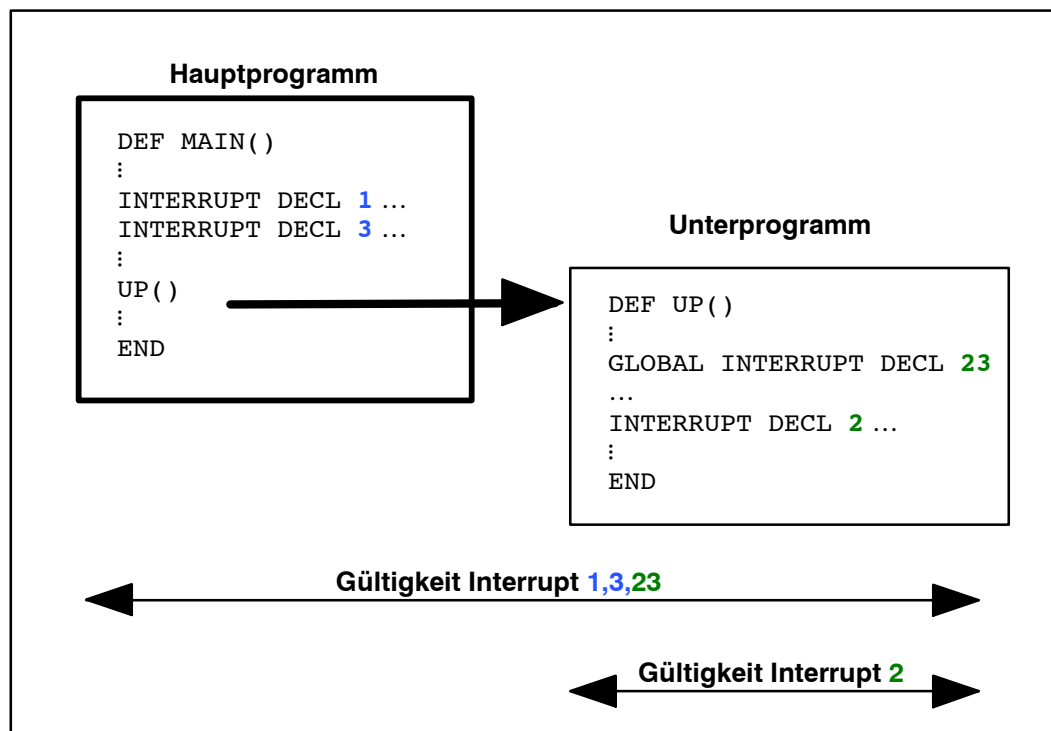 Hauptprogramm
DEF MAIN()
⋮
INTERRUPT DECL 1 ...
INTERRUPT DECL 3 ...
⋮
UP()
⋮
END
Unterprogramm
DEF UP()
⋮
GLOBAL INTERRUPT DECL 23
...
INTERRUPT DECL 2 ...
⋮
END
Gültigkeit Interrupt 1,3,23
Gültigkeit Interrupt 2